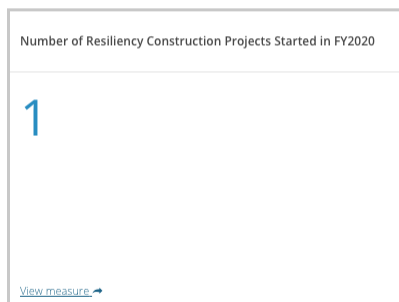 Number of Resiliency Construction Projects Started in FY2020
1
View measure